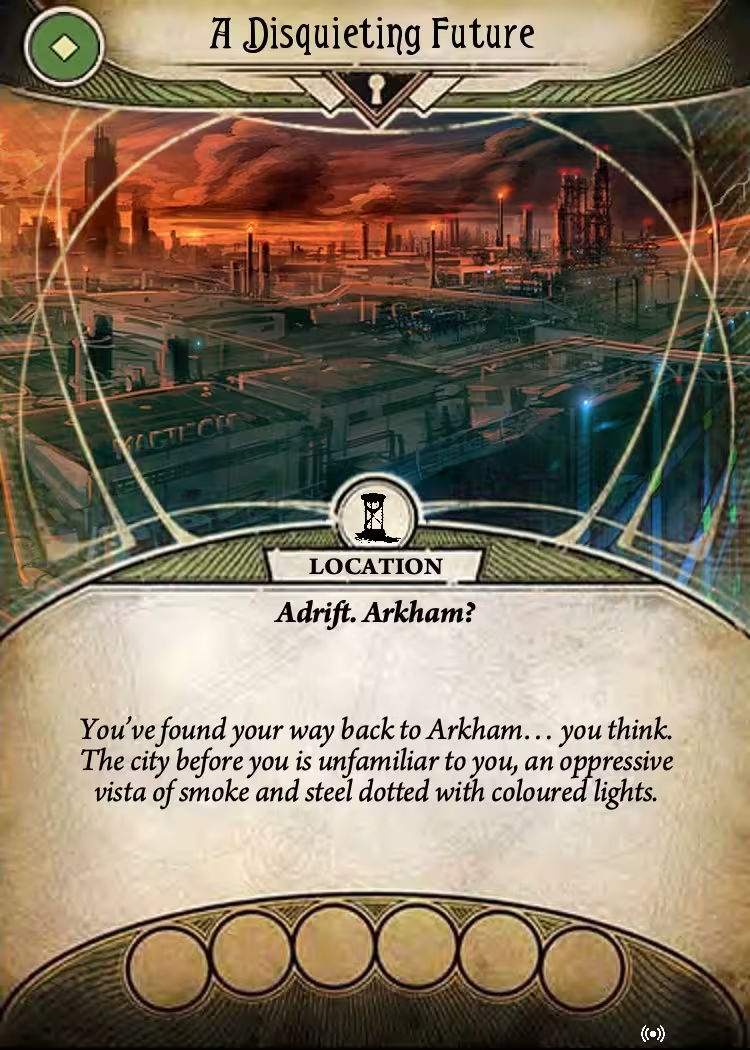 A Disquieting Future
LOCATION
Adrift. Arkham?
You've found your way back to Arkham… you think.
The city before you is unfamiliar to you, an oppressive
vista of smoke and steel dotted with coloured lights.